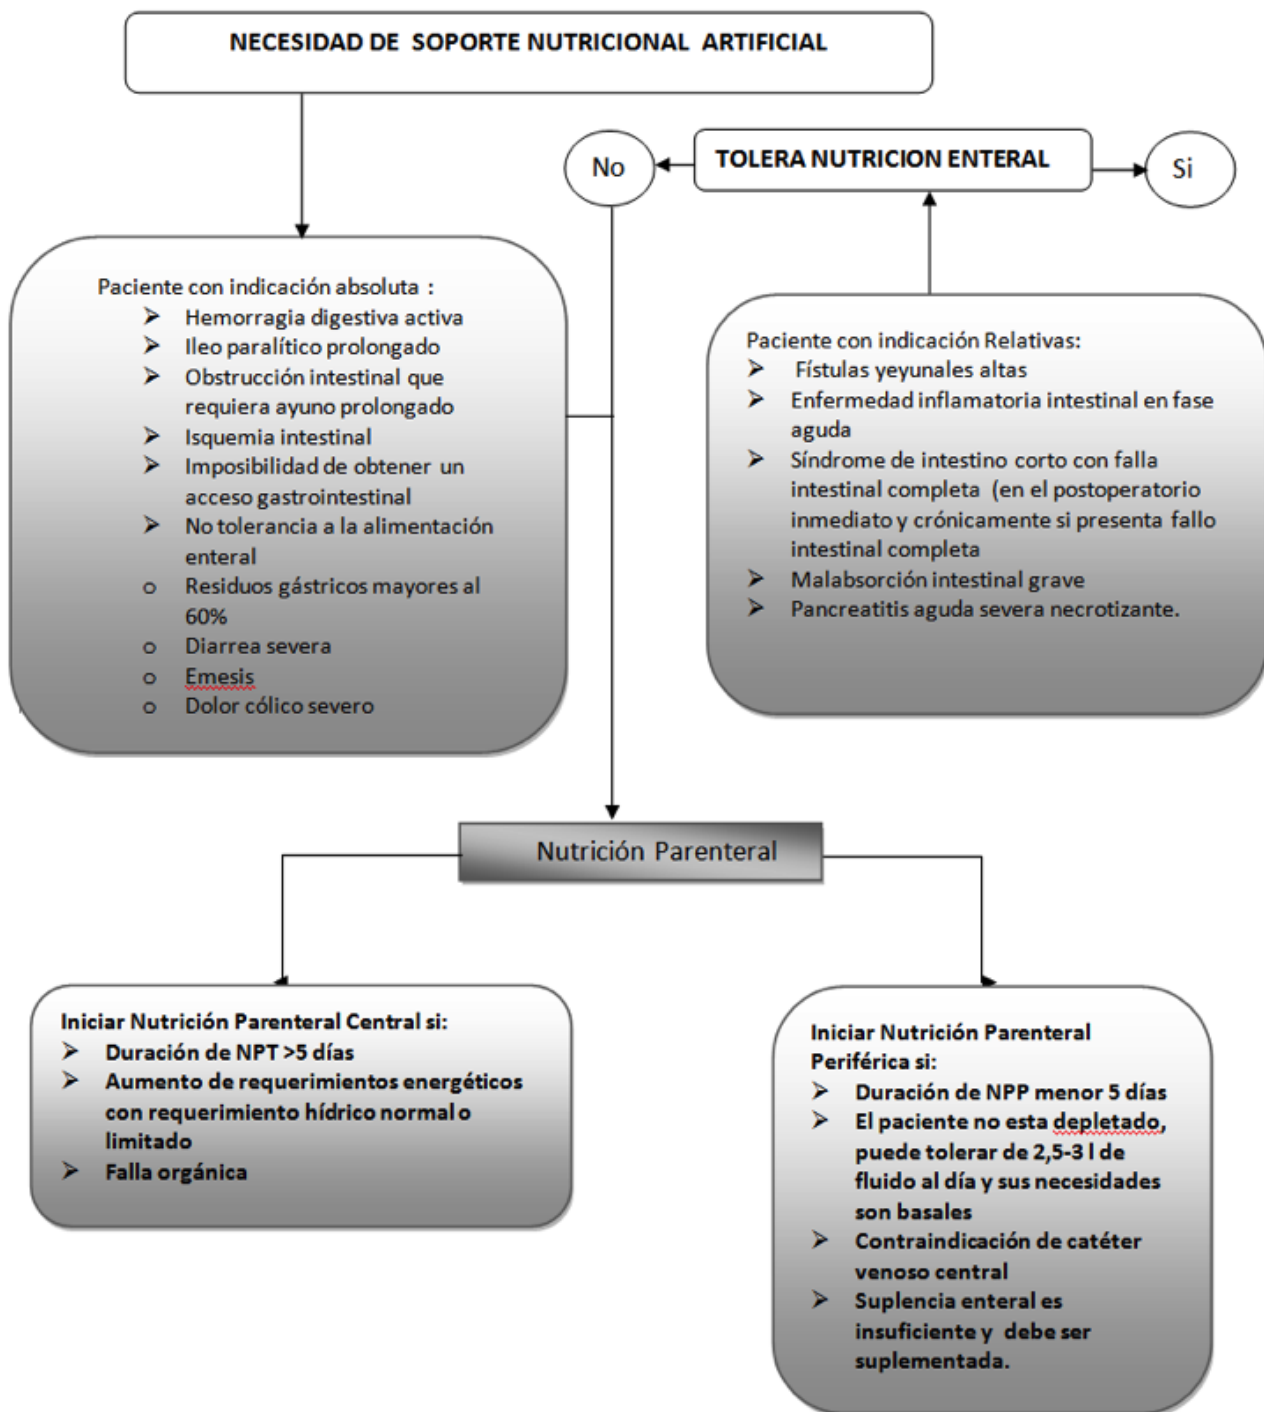 NECESIDAD DE SOPORTE NUTRICIONAL ARTIFICIAL
No
TOLERA NUTRICION ENTERAL
Si
Paciente con indicación absoluta :
➢ Hemorragia digestiva activa
➢ Ileo paralítico prolongado
➢ Obstrucción intestinal que
requiera ayuno prolongado
➢ Isquemia intestinal
➢ Imposibilidad de obtener un
acceso gastrointestinal
➢ No tolerancia a la alimentación
enteral
o Residuos gástricos mayores al
60%
o Diarrea severa
o Emesis
o Dolor cólico severo
Paciente con indicación Relativas:
➢ Fístulas yeyunales altas
➢ Enfermedad inflamatoria intestinal en fase
aguda
➢ Síndrome de intestino corto con falla
intestinal completa (en el postoperatorio
inmediato y crónicamente si presenta fallo
intestinal completa
➢ Malabsorción intestinal grave
➢ Pancreatitis aguda severa necrotizante.
Nutrición Parenteral
Iniciar Nutrición Parenteral Central si:
➢ Duración de NPT >5 días
➢ Aumento de requerimientos energéticos
con requerimiento hídrico normal o
limitado
➢ Falla orgánica
Iniciar Nutrición Parenteral
Periférica si:
➢ Duración de NPP menor 5 días
➢ El paciente no esta depletado,
puede tolerar de 2,5-3 l de
fluido al día y sus necesidades
son basales
➢ Contraindicación de catéter
venoso central
➢ Suplencia enteral es
insuficiente y debe ser
suplementada.